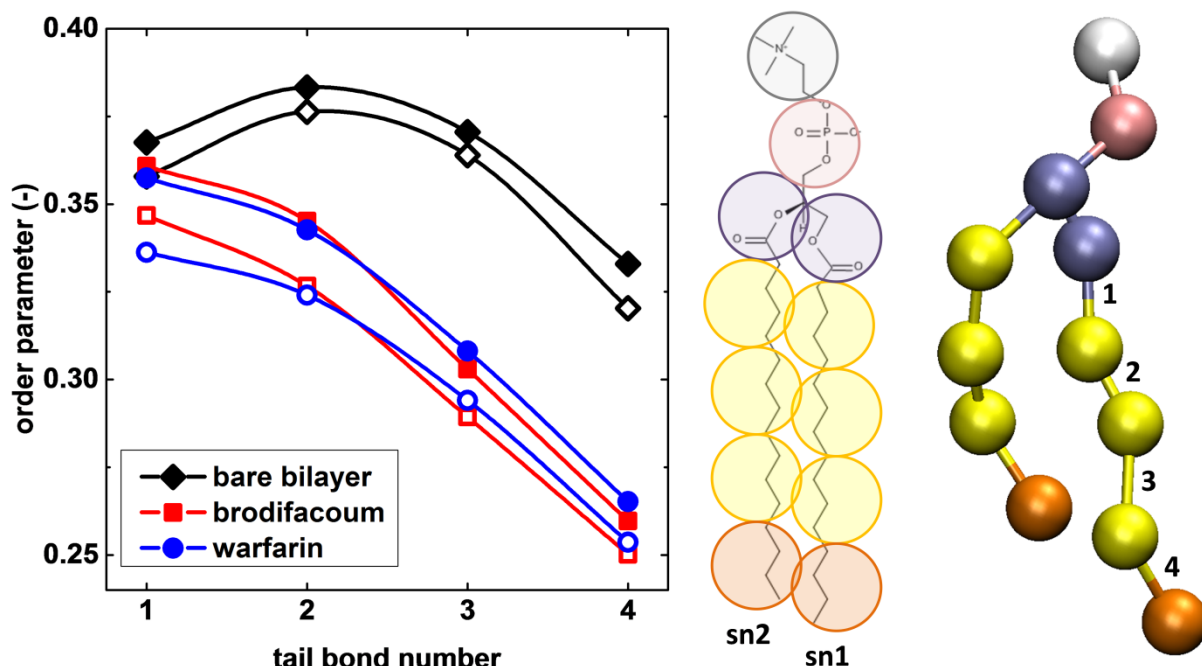 0.40
0.35
0.30
0.25
order parameter (-)
bare bilayer
brodifacoum
warfarin
1 2 3 4
tail bond number
N+
O
O=P-O-
O
O
H
O
O
O
sn2
sn1
1
2
3
4